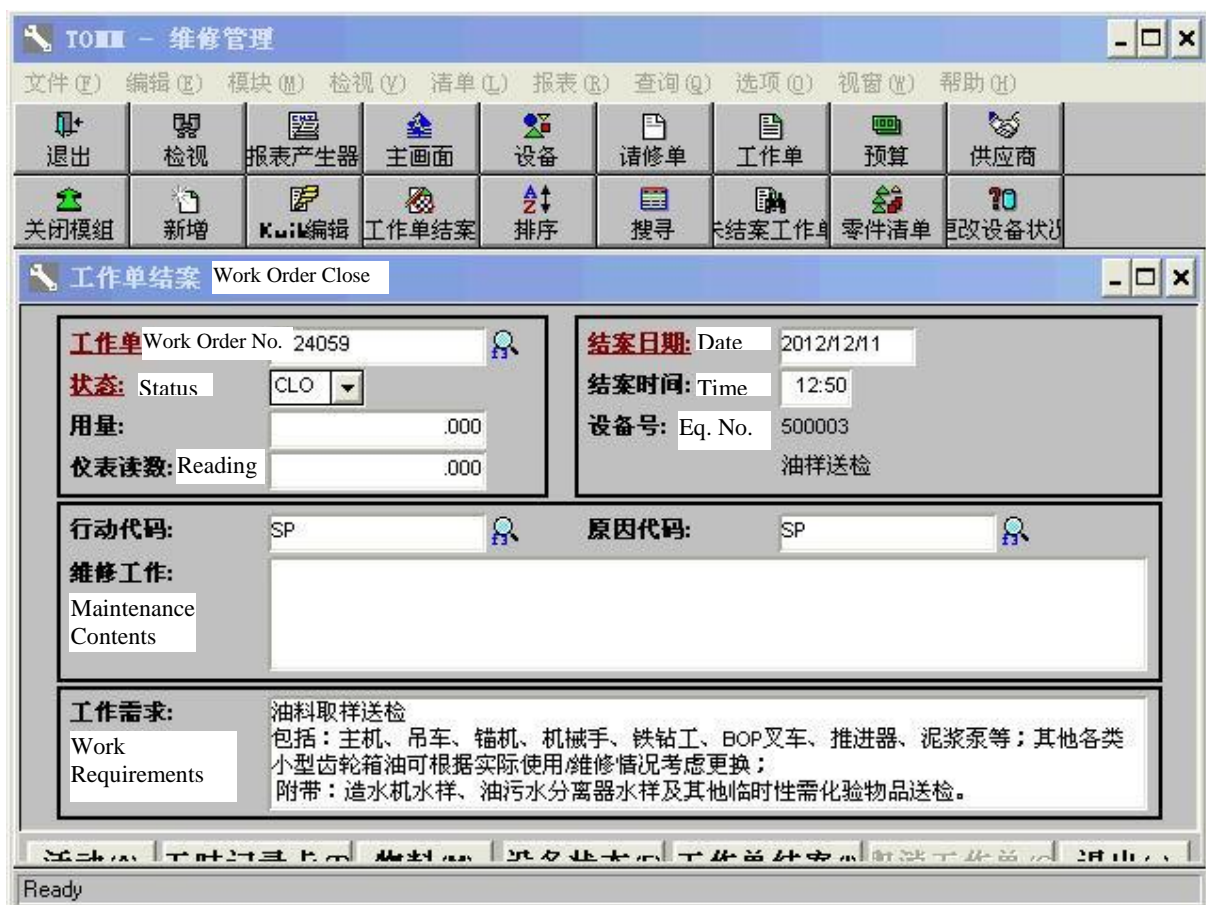 TOMM - 维修管理
文件(F) 编辑(E) 模块(M) 检视(V) 清单(L) 报表(R) 查询(Q) 选项(O) 视窗(W) 帮助(H)
退出 检视 报表产生器 主画面 设备 请修单 工作单 预算 供应商
关闭模组 新增 Kwik编辑 工作单结案 排序 搜寻 结案工作单 零件清单 更改设备状况
工作单结案 Work Order Close
工作单 Work Order No. 24059
结案日期: Date 2012/12/11
状态: Status CLO
结案时间: Time 12:50
用量: .000
设备号: Eq. No. 500003
仪表读数: Reading .000
油样送检
行动代码: SP
原因代码: SP
维修工作:
Maintenance
Contents
工作需求:
Work
Requirements
油料取样送检
包括：主机、吊车、锚机、机械手、铁钻工、BOP叉车、推进器、泥浆泵等；其他各类
小型齿轮箱油可根据实际使用/维修情况考虑更换；
附带：造水机水样、油污水分离器水样及其他临时性需化验物品送检。
Ready